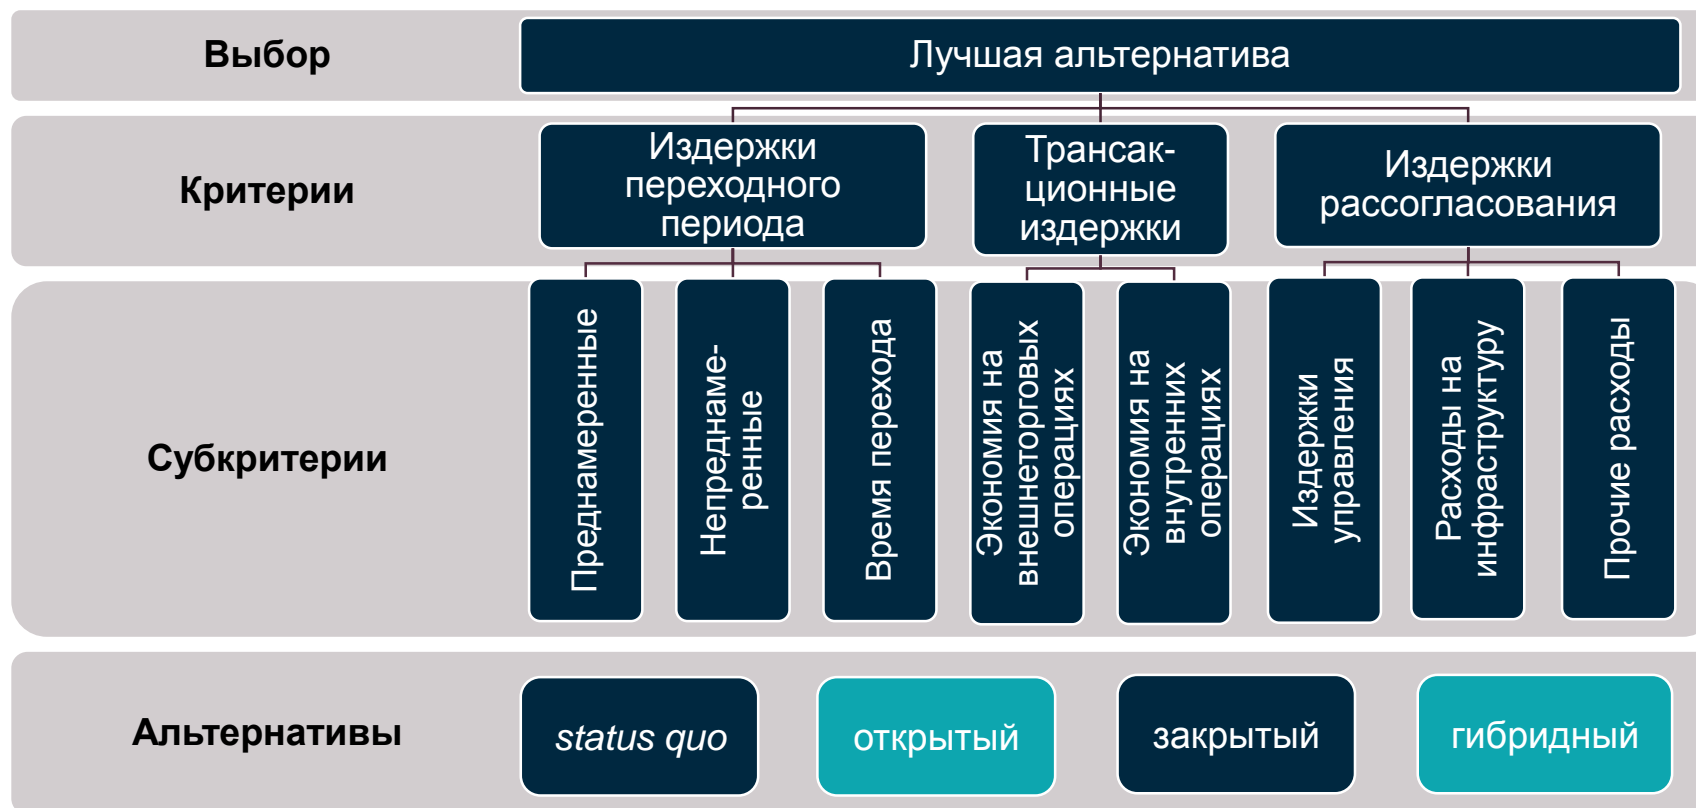 Выбор
Лучшая альтернатива
Критерии
Издержки
переходного
периода
Трансак-
ционные
издержки
Издержки
рассогласования
Субкритерии
Преднамеренные
Непреднаме-
ренные
Время перехода
Экономия на
внешнеторговых
операциях
Экономия на
внутренних
операциях
Издержки
управления
Расходы на
инфраструктуру
Прочие расходы
Альтернативы
status quo
открытый
закрытый
гибридный